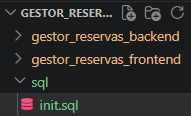 GESTOR_RESER...
gestor_reservas_backend
gestor_reservas_frontend
sql
init.sql